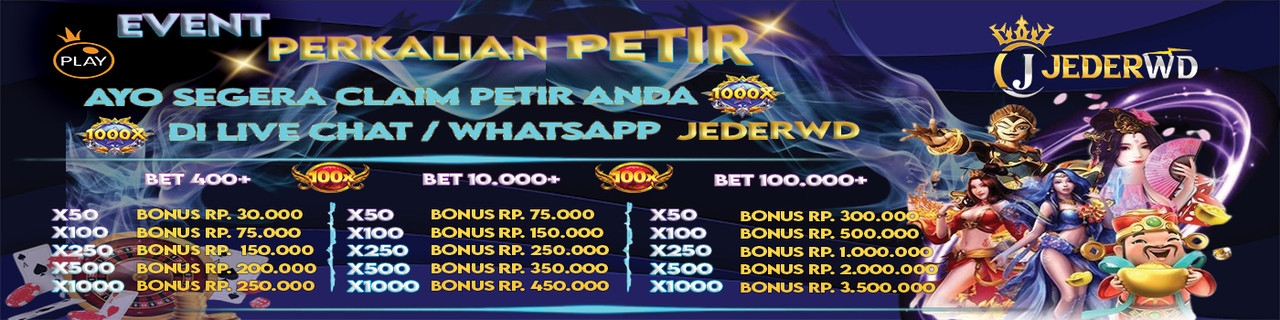 EVENT
PERKALIAN PETIR
PLAY
JEDERWD
AYO SEGERA CLAIM PETIR ANDA 1000X
1000X DI LIVE CHAT / WHATSAPP JEDERWD
BET 400+ 100X BET 10.000+ 100X BET 100.000+
X50 BONUS RP. 30.000 X50 BONUS RP. 75.000 X50 BONUS RP. 300.000
X100 BONUS RP. 75.000 X100 BONUS RP. 150.000 X100 BONUS RP. 500.000
X250 BONUS RP. 150.000 X250 BONUS RP. 250.000 X250 BONUS RP. 1.000.000
X500 BONUS RP. 200.000 X500 BONUS RP. 350.000 X500 BONUS RP. 2.000.000
X1000 BONUS RP. 250.000 X1000 BONUS RP. 450.000 X1000 BONUS RP. 3.500.000